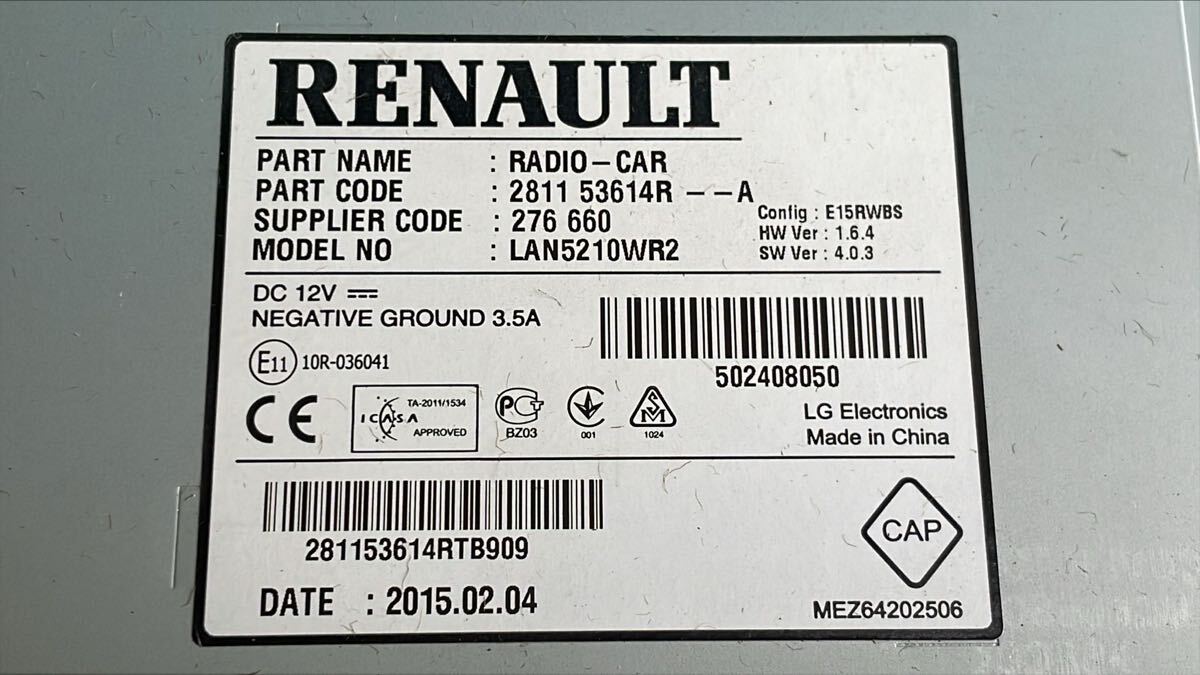 RENAULT
PART NAME : RADIO-CAR
PART CODE : 2811 53614R --A
SUPPLIER CODE : 276 660
MODEL NO : LAN5210WR2
Config : E15RWBS
HW Ver : 1.6.4
SW Ver : 4.0.3
DC 12V
NEGATIVE GROUND 3.5A
E11 10R-036041
502408050
CE
TA-2011/1534
ICASA
APPROVED
PCT
BZ03
001
1024
LG Electronics
Made in China
281153614RTB909
CAP
DATE : 2015.02.04
MEZ64202506